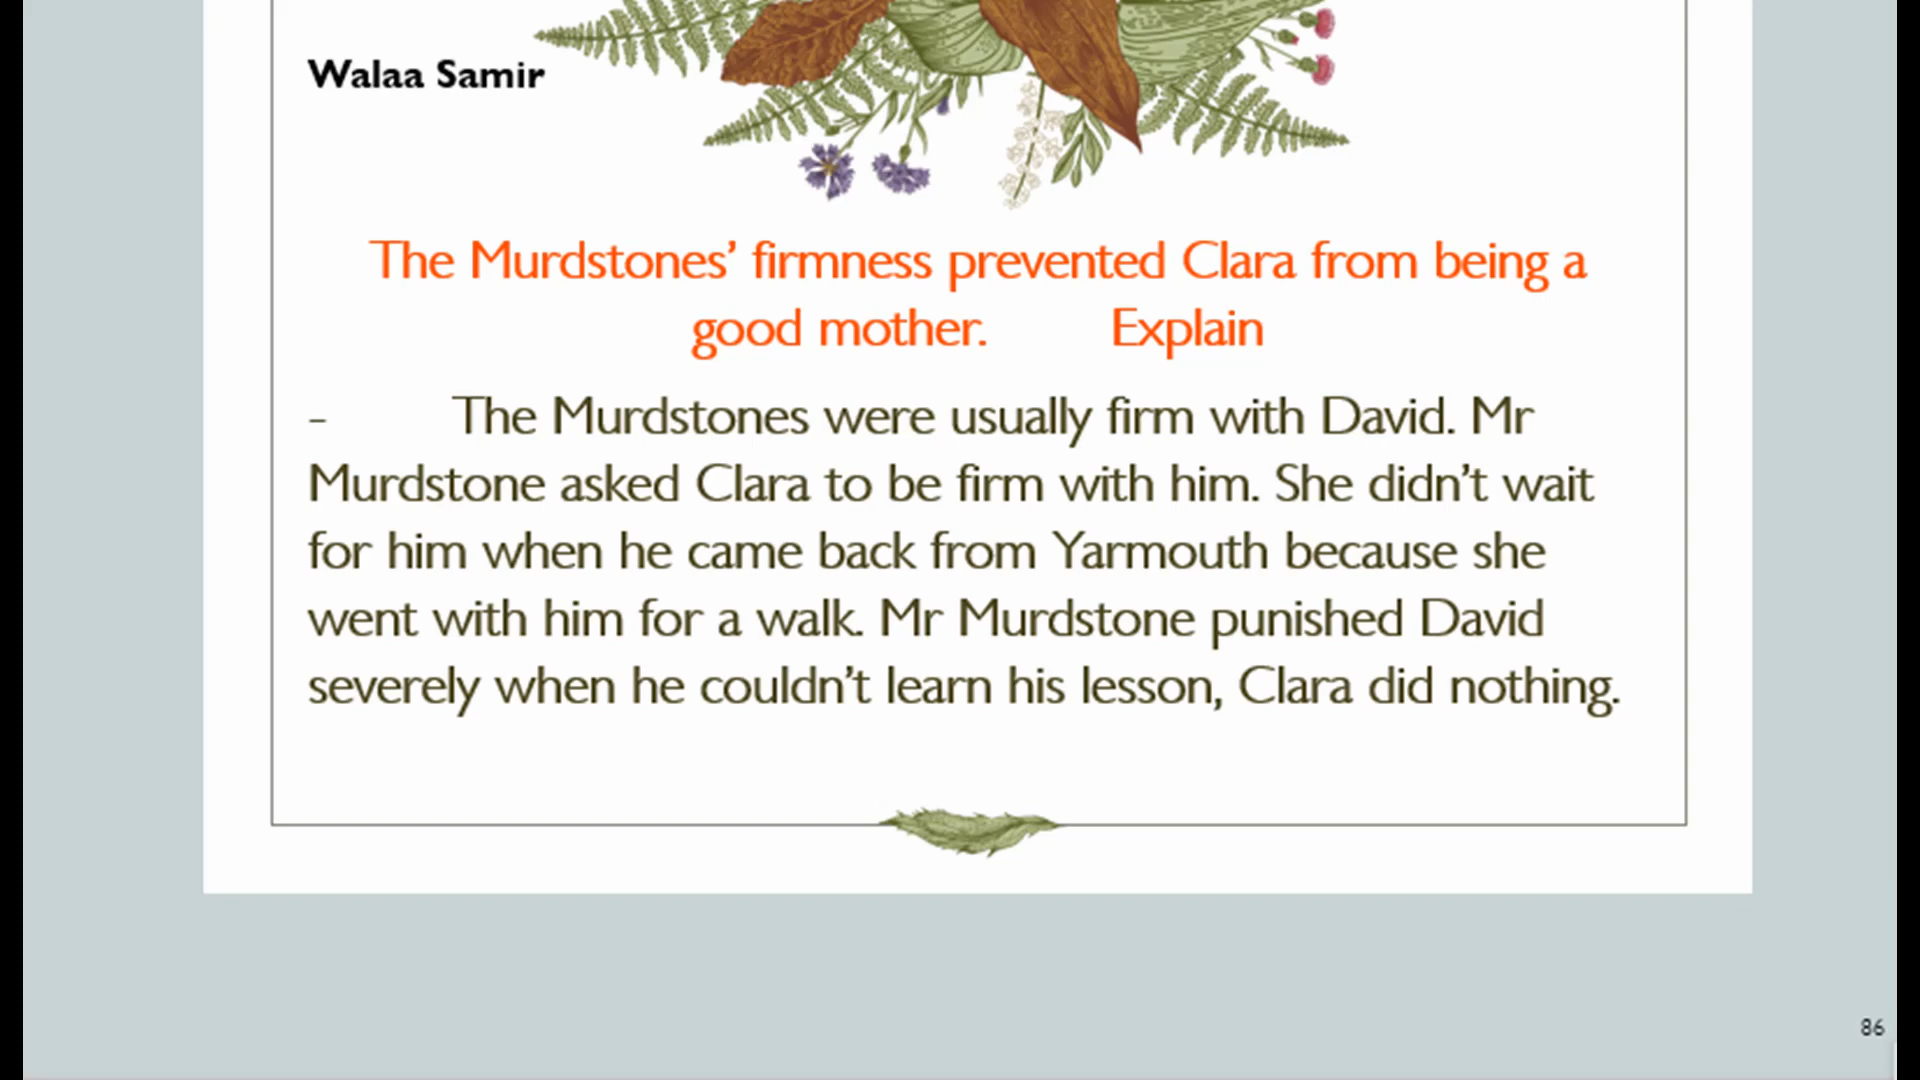 Walaa Samir
The Murdstones’ firmness prevented Clara from being a
good mother. Explain
- The Murdstones were usually firm with David. Mr
Murdstone asked Clara to be firm with him. She didn’t wait
for him when he came back from Yarmouth because she
went with him for a walk. Mr Murdstone punished David
severely when he couldn’t learn his lesson, Clara did nothing.
86